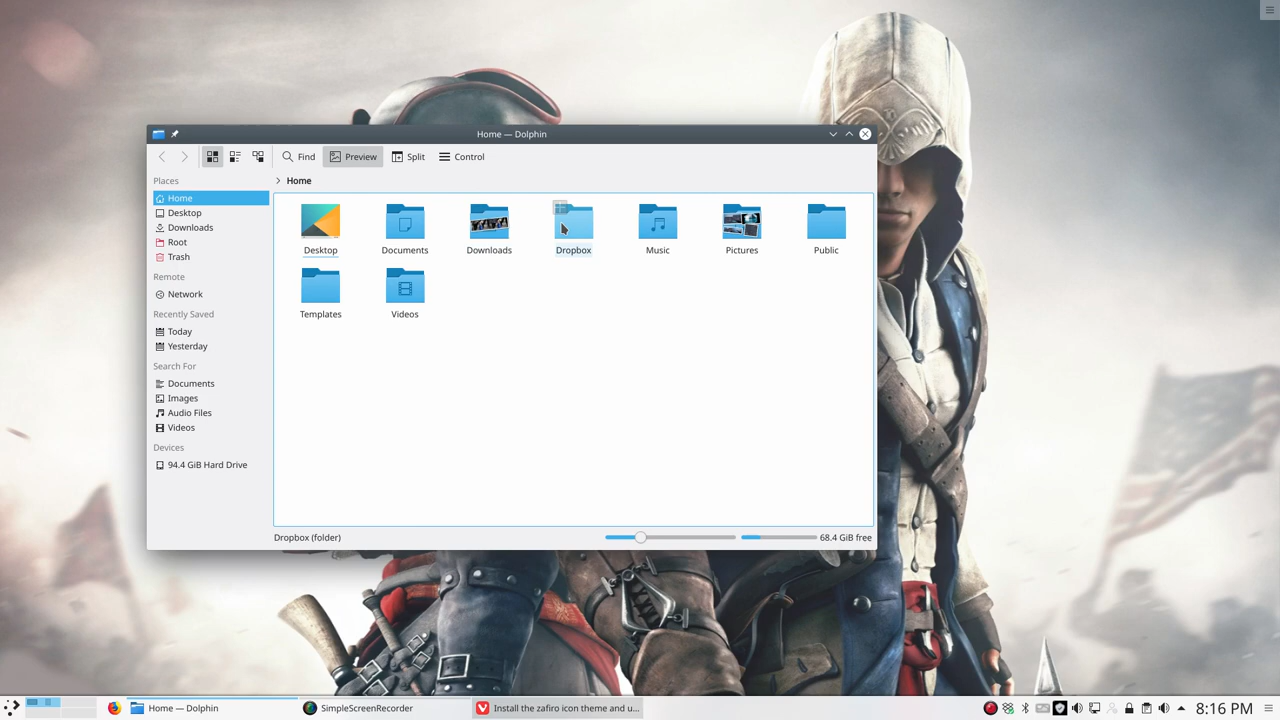 Home — Dolphin
Find
Preview
Split
Control
Places
Home
Home
Desktop
Downloads
Root
Trash
Remote
Network
Recently Saved
Today
Yesterday
Search For
Documents
Images
Audio Files
Videos
Devices
94.4 GiB Hard Drive
Desktop
Documents
Downloads
Dropbox
Music
Pictures
Public
Templates
Videos
Dropbox (folder)
68.4 GiB free
Home — Dolphin
SimpleScreenRecorder
Install the zafiro icon theme and u...
8:16 PM